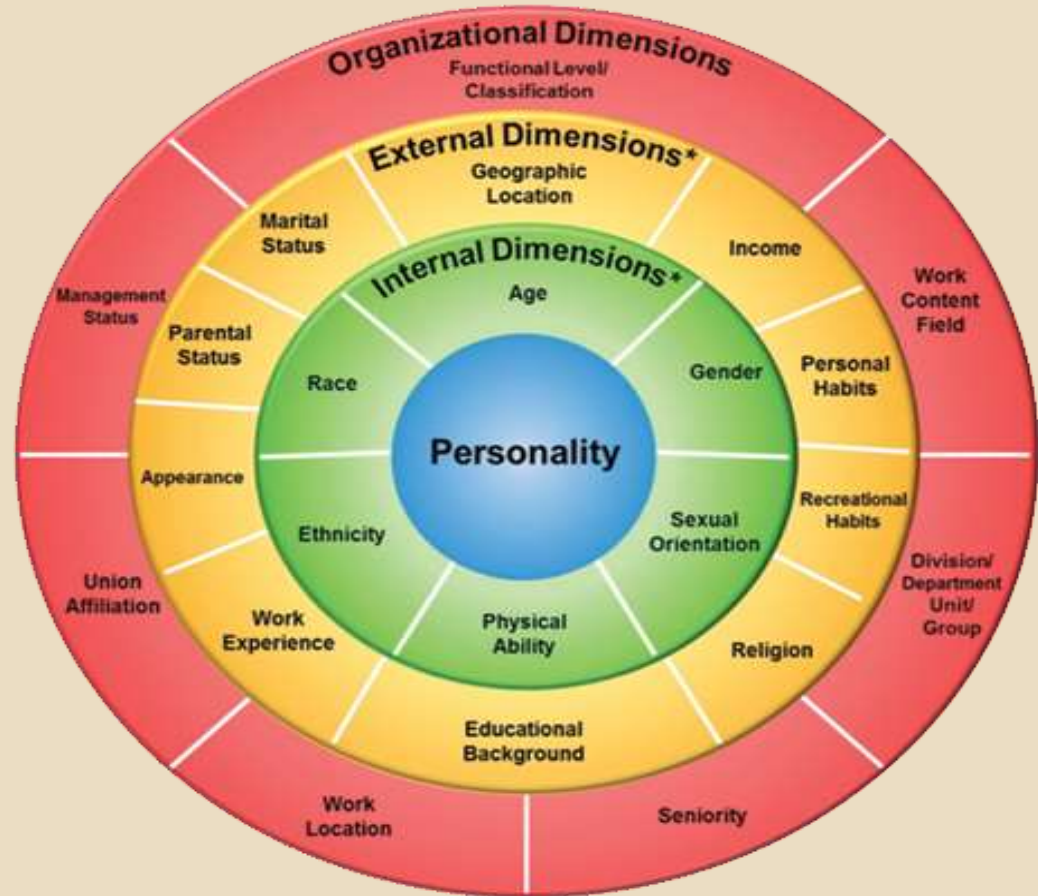 Organizational Dimensions
Functional Level/
Classification
External Dimensions*
Geographic
Location
Marital
Status
Income
Internal Dimensions*
Age
Work
Content
Field
Management
Status
Parental
Status
Personal
Habits
Race
Gender
Personality
Appearance
Recreational
Habits
Ethnicity
Sexual
Orientation
Union
Affiliation
Division/
Department
Unit/
Group
Work
Experience
Physical
Ability
Religion
Educational
Background
Work
Location
Seniority